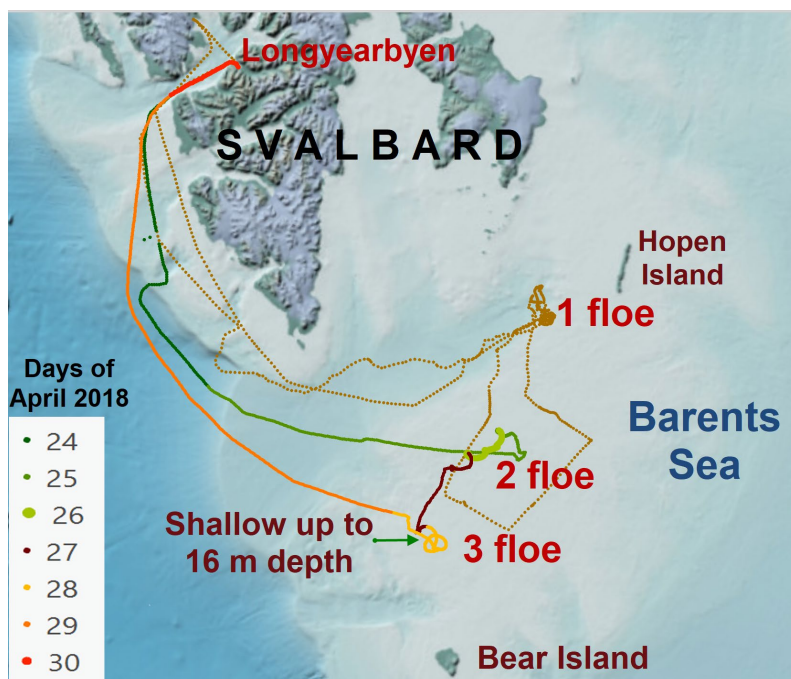 Longyearbyen
S V A L B A R D
Hopen
Island
1 floe
Days of
April 2018
24
25
26
27
28
29
30
Barents
Sea
2 floe
Shallow up to
16 m depth
3 floe
Bear Island